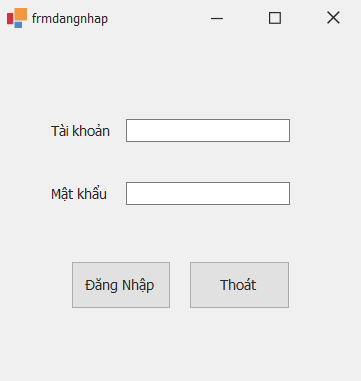 frmdangnhap
Tài khoản
Mật khẩu
Đăng Nhập Thoát